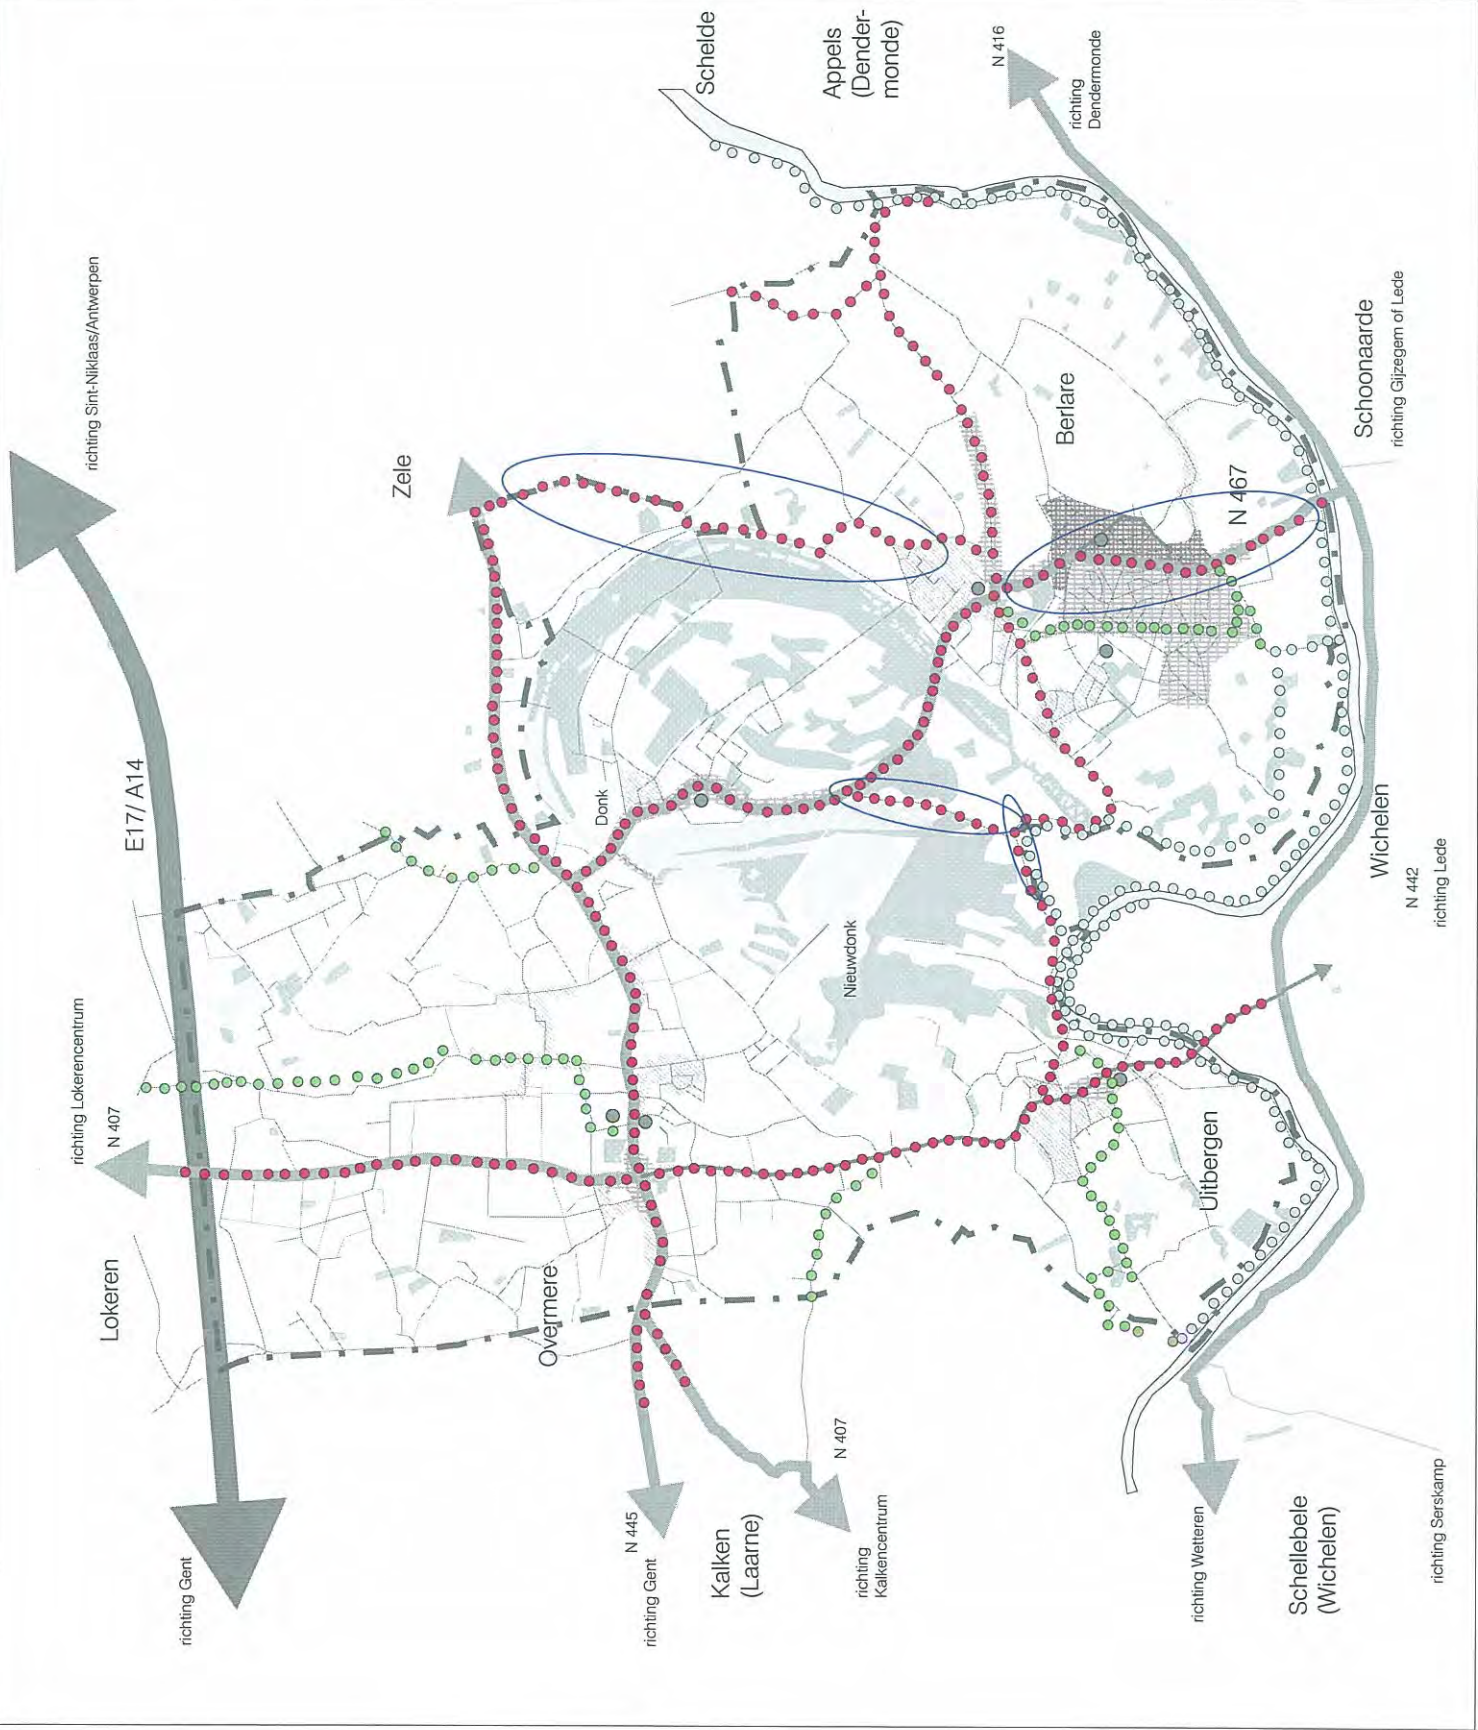 richting Gent
Lokeren
richting Lokerencentrum
N 407
E17/ A14
richting Sint-Niklaas/Antwerpen
Zele
Overmere
Donk
richting Gent
N 445
Kalken
(Laarne)
richting
Kalkencentrum
N 407
Nieuwdonk
Schelde
Appels
(Dender-
monde)
N 416
richting
Dendermonde
Berlare
N 467
Uitbergen
richting Wetteren
Schellebele
(Wichelen)
richting Serskamp
Wichelen
N 442
richting Lede
Schoonaarde
richting Gijzegem of Lede